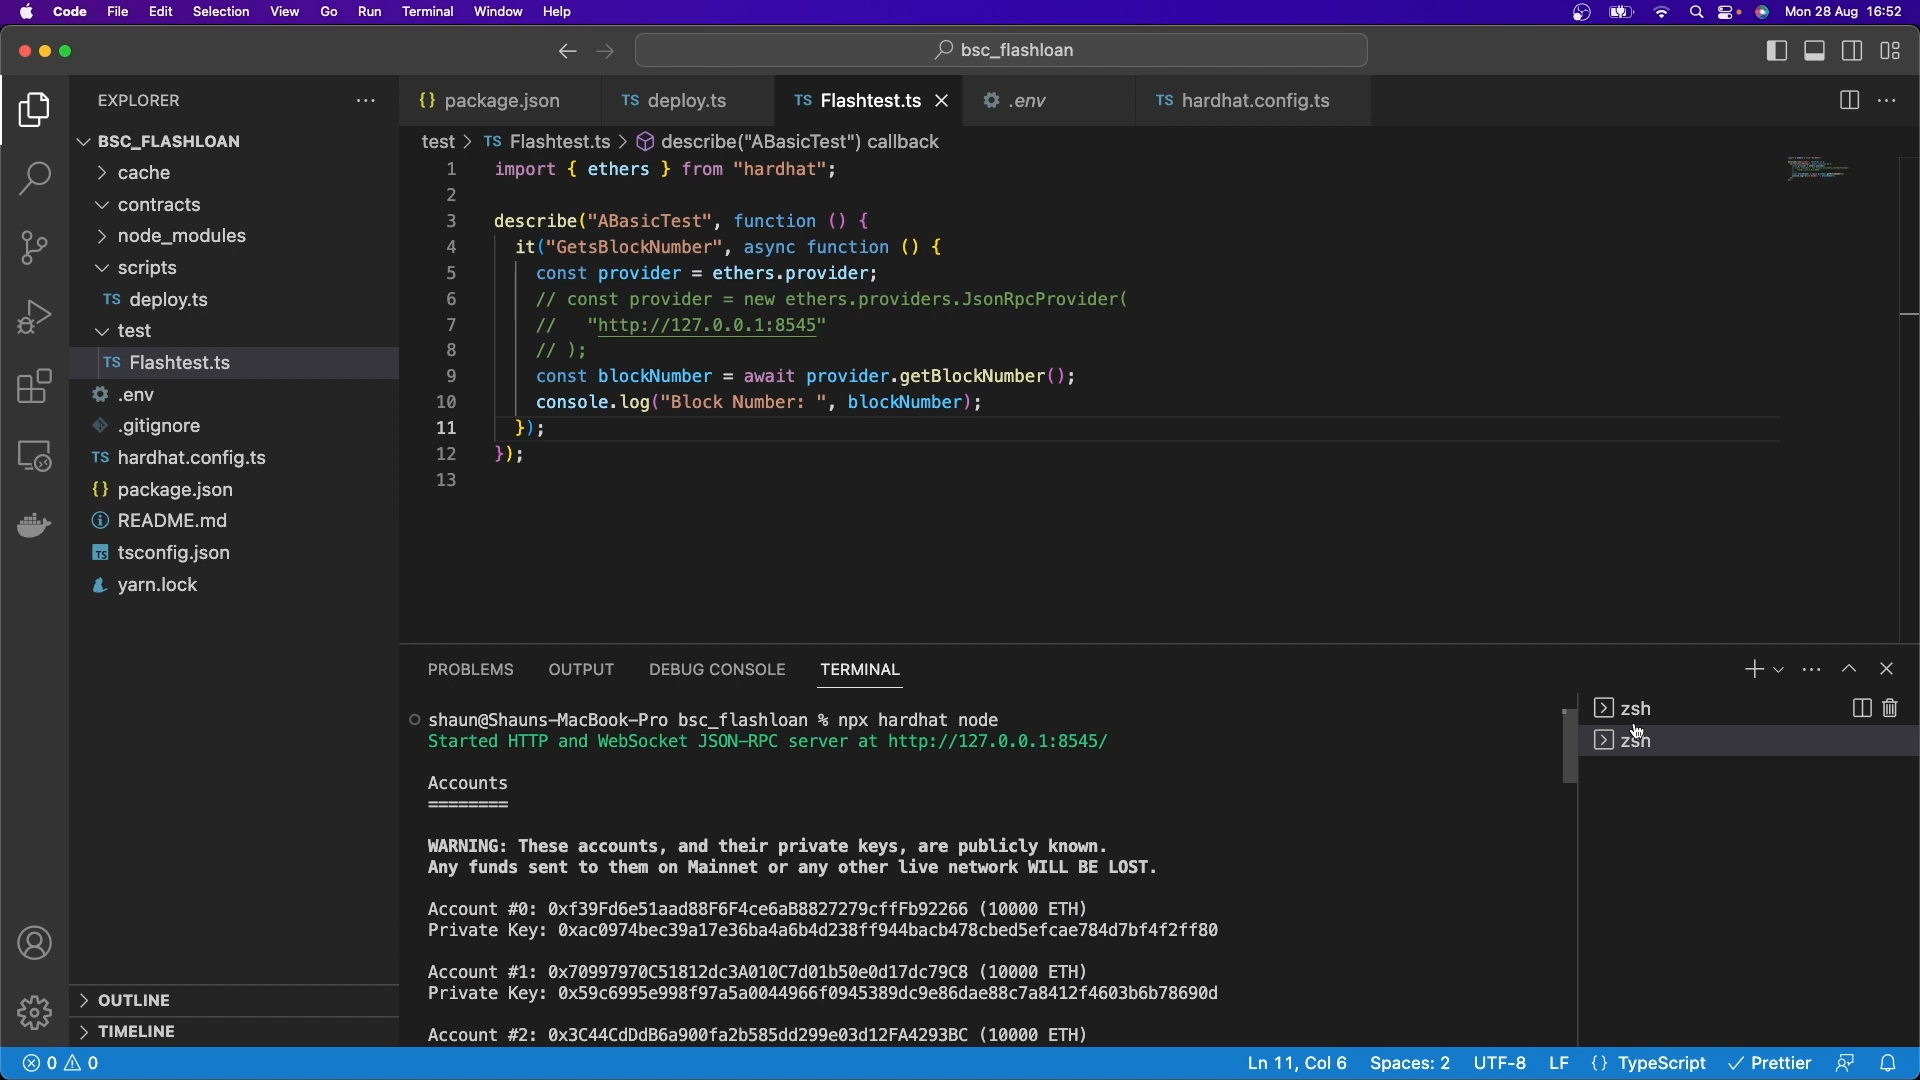 Code File Edit Selection View Go Run Terminal Window Help Mon 28 Aug 16:52
bsc_flashloan
EXPLORER
BSC_FLASHLOAN
cache
contracts
node_modules
scripts
TS deploy.ts
test
TS Flashtest.ts
.env
.gitignore
TS hardhat.config.ts
{} package.json
README.md
TS tsconfig.json
yarn.lock
OUTLINE
TIMELINE
{} package.json TS deploy.ts TS Flashtest.ts .env TS hardhat.config.ts
test > TS Flashtest.ts > describe("ABasicTest") callback
1 import { ethers } from "hardhat";
2
3 describe("ABasicTest", function () {
4 it("GetsBlockNumber", async function () {
5 const provider = ethers.provider;
6 // const provider = new ethers.providers.JsonRpcProvider(
7 // "http://127.0.0.1:8545"
8 // );
9 const blockNumber = await provider.getBlockNumber();
10 console.log("Block Number: ", blockNumber);
11 });
12 });
13
PROBLEMS OUTPUT DEBUG CONSOLE TERMINAL
shaun@Shauns-MacBook-Pro bsc_flashloan % npx hardhat node
Started HTTP and WebSocket JSON-RPC server at http://127.0.0.1:8545/
Accounts
========
WARNING: These accounts, and their private keys, are publicly known.
Any funds sent to them on Mainnet or any other live network WILL BE LOST.
Account #0: 0xf39Fd6e51aad88F6F4ce6aB8827279cffFb92266 (10000 ETH)
Private Key: 0xac0974bec39a17e36ba4a6b4d238ff944bacb478cbed5efcae784d7bf4f2ff80
Account #1: 0x70997970C51812dc3A010C7d01b50e0d17dc79C8 (10000 ETH)
Private Key: 0x59c6995e998f97a5a0044966f0945389dc9e86dae88c7a8412f4603b6b78690d
Account #2: 0x3C44CdDdB6a900fa2b585dd299e03d12FA4293BC (10000 ETH)
zsh
zsh
0 0 Ln 11, Col 6 Spaces: 2 UTF-8 LF {} TypeScript Prettier